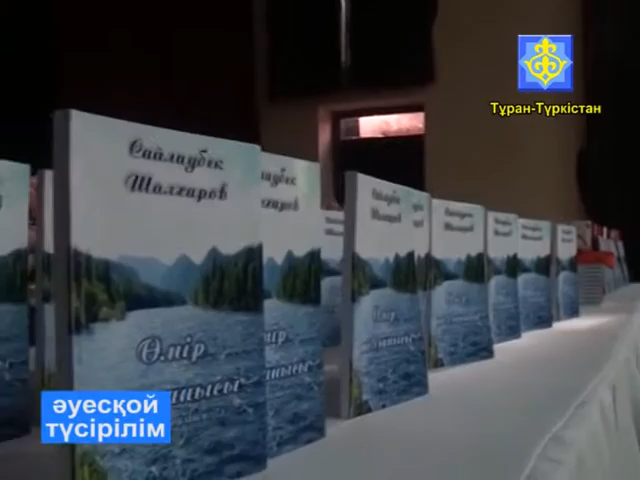 Тұран-Түркістан
Сайлаубек
Шалхаров
Өмір
әуесқой
түсірілім